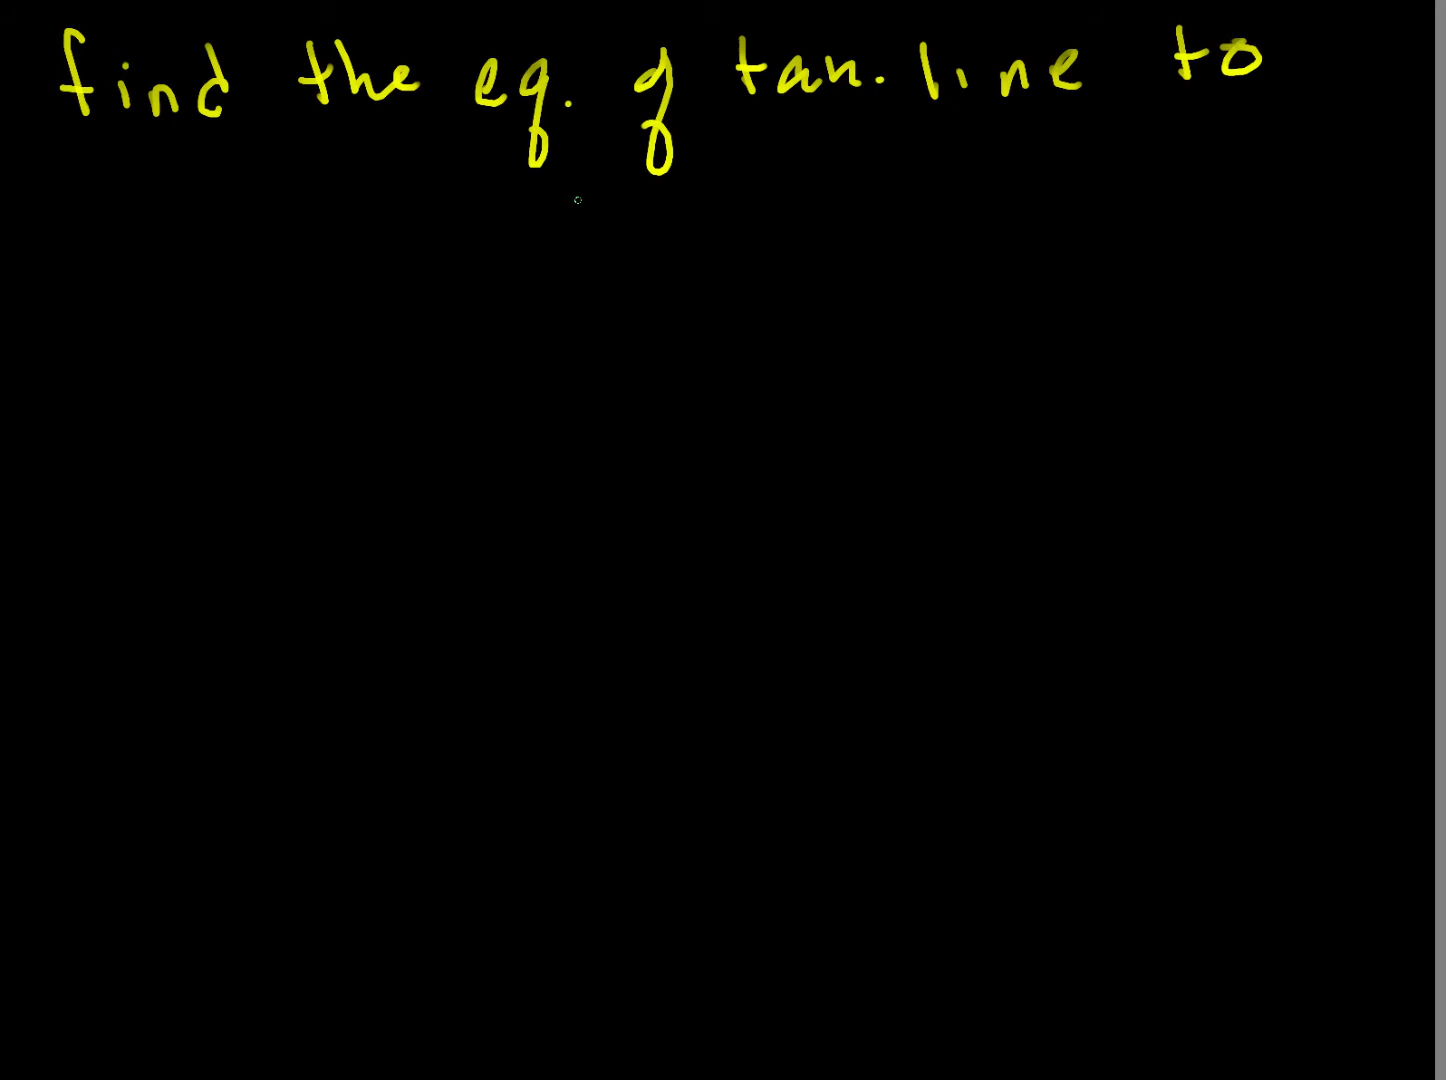 find the eq. of tan. line to